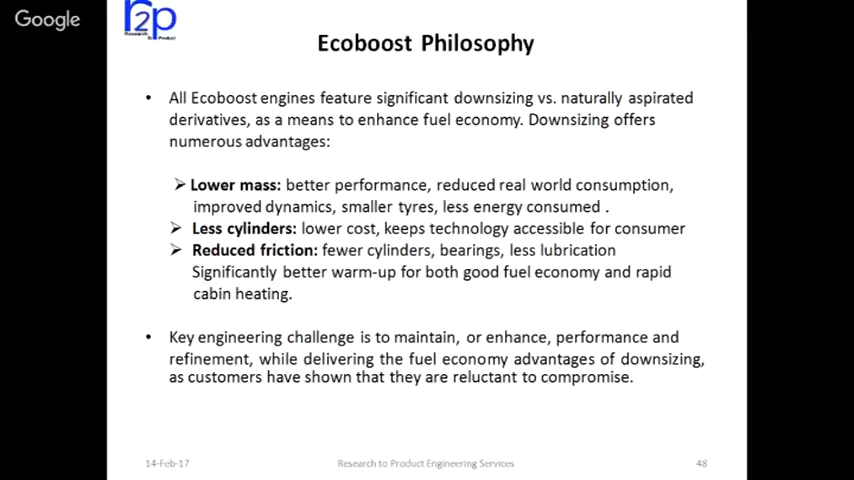 Google
r2p
Research to Product
Ecoboost Philosophy
• All Ecoboost engines feature significant downsizing vs. naturally aspirated
derivatives, as a means to enhance fuel economy. Downsizing offers
numerous advantages:
➢ Lower mass: better performance, reduced real world consumption,
improved dynamics, smaller tyres, less energy consumed .
➢ Less cylinders: lower cost, keeps technology accessible for consumer
➢ Reduced friction: fewer cylinders, bearings, less lubrication
Significantly better warm-up for both good fuel economy and rapid
cabin heating.
• Key engineering challenge is to maintain, or enhance, performance and
refinement, while delivering the fuel economy advantages of downsizing,
as customers have shown that they are reluctant to compromise.
14-Feb-17 Research to Product Engineering Services 48